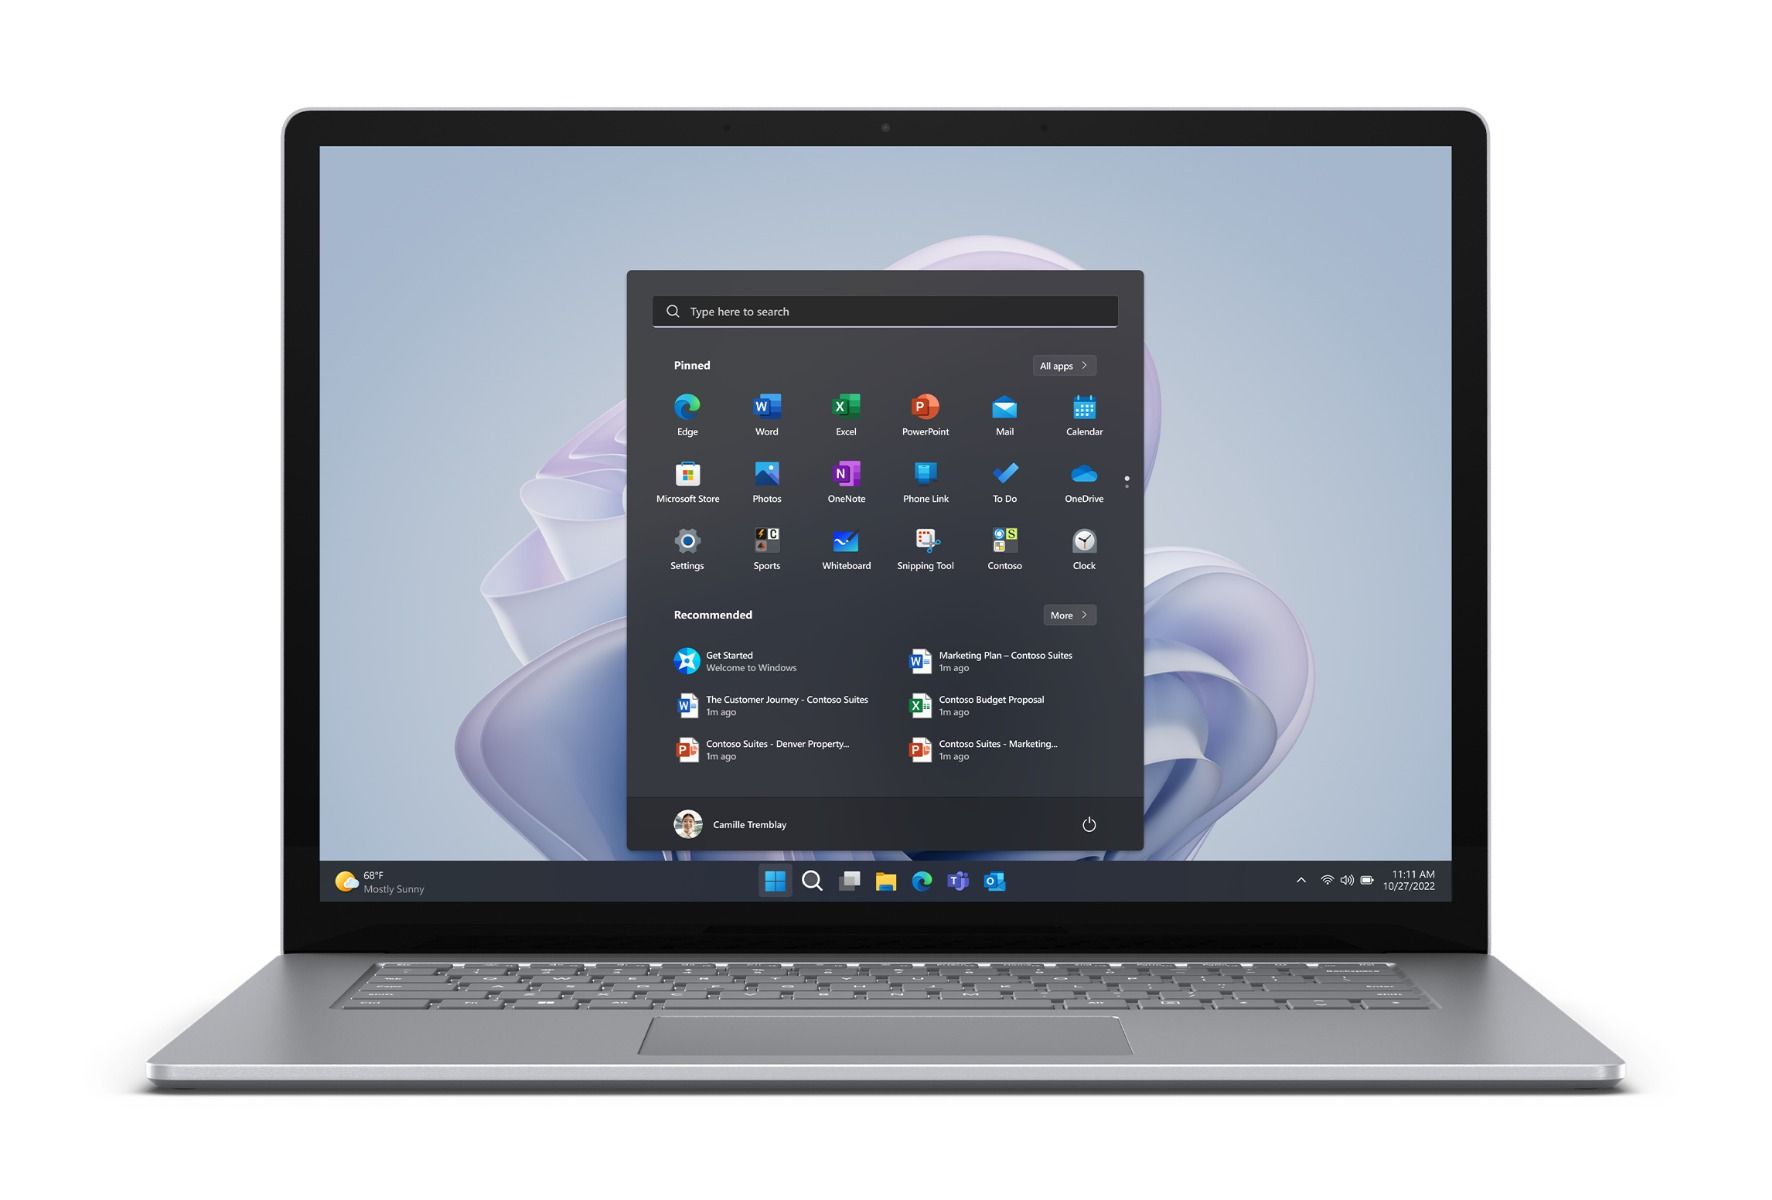 Type here to search
Pinned
All apps
Edge
Word
Excel
PowerPoint
Mail
Calendar
Microsoft Store
Photos
OneNote
Phone Link
To Do
OneDrive
Settings
Sports
Whiteboard
Snipping Tool
Contoso
Clock
Recommended
More
Get Started
Welcome to Windows
Marketing Plan – Contoso Suites
1m ago
The Customer Journey - Contoso Suites
1m ago
Contoso Budget Proposal
1m ago
Contoso Suites - Denver Property...
1m ago
Contoso Suites - Marketing...
1m ago
Camille Tremblay
68°F
Mostly Sunny
11:11 AM
10/27/2022